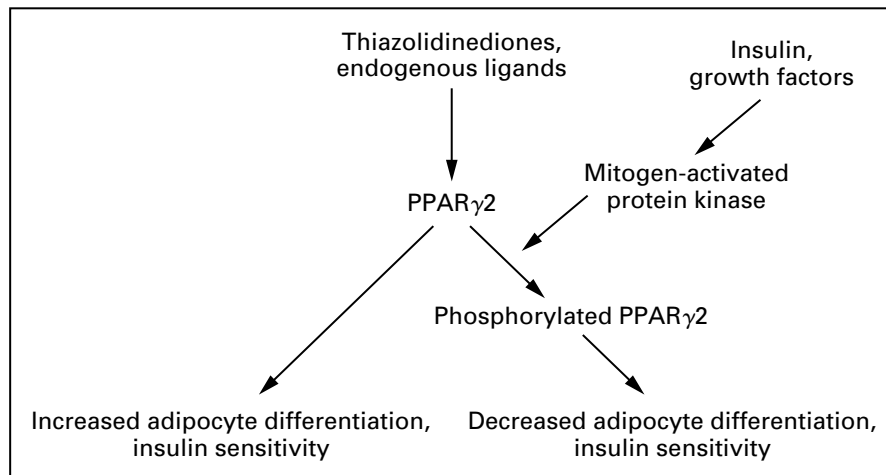 Thiazolidinediones,
endogenous ligands
Insulin,
growth factors
Mitogen-activated
protein kinase
PPARγ2
Phosphorylated PPARγ2
Increased adipocyte differentiation,
insulin sensitivity
Decreased adipocyte differentiation,
insulin sensitivity